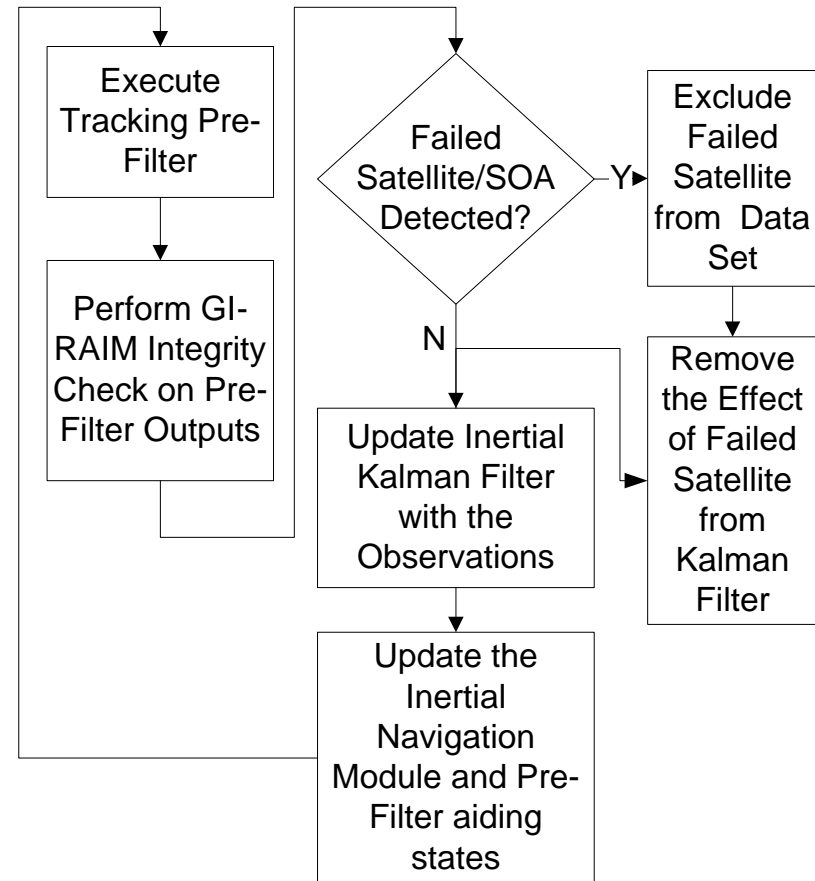 Execute
Tracking Pre-
Filter
Perform GI-
RAIM Integrity
Check on Pre-
Filter Outputs
Failed
Satellite/SOA
Detected?
Y
N
Exclude
Failed
Satellite
from Data
Set
Remove
the Effect
of Failed
Satellite
from
Kalman
Filter
Update Inertial
Kalman Filter
with the
Observations
Update the
Inertial
Navigation
Module and Pre-
Filter aiding
states